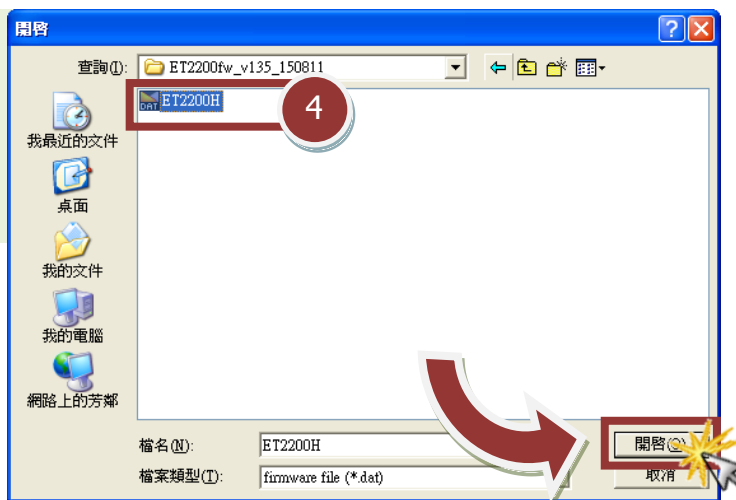 開啓
查詢(I):
ET2200fw_v135_150811
ET2200H
DAT
4
我最近的文件
桌面
我的文件
我的電腦
網路上的芳鄰
檔名(N):
ET2200H
開啓(O)
檔案類型(T):
firmware file (*.dat)
取消